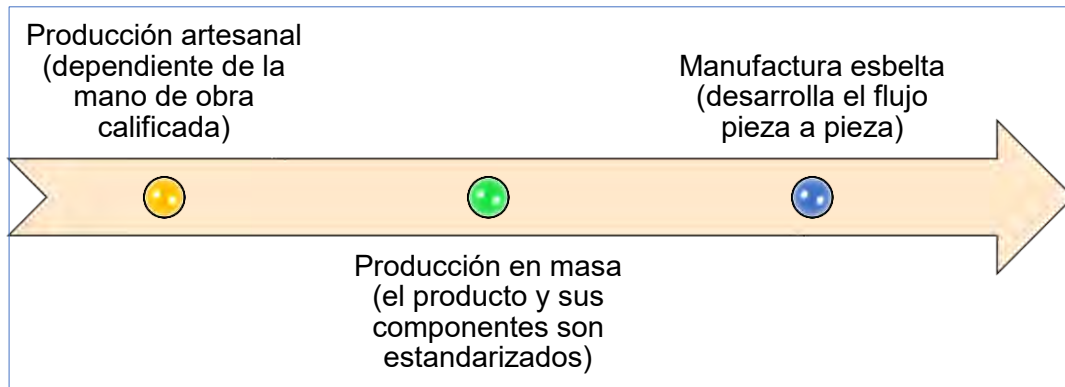 Producción artesanal
(dependiente de la
mano de obra
calificada)
Manufactura esbelta
(desarrolla el flujo
pieza a pieza)
Producción en masa
(el producto y sus
componentes son
estandarizados)